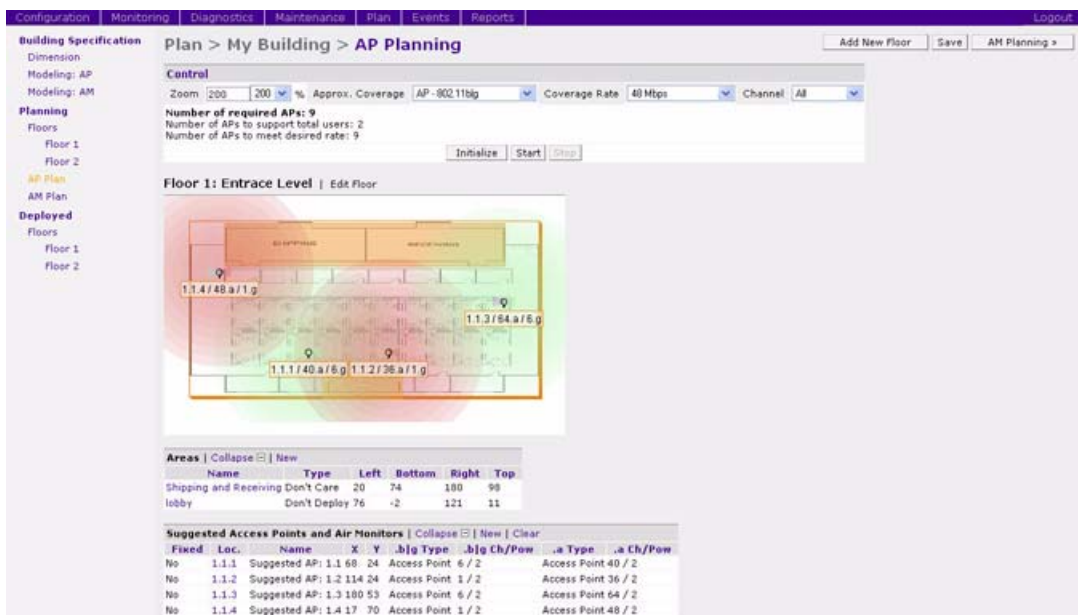 Configuration Monitoring Diagnostics Maintenance Plan Events Reports Logout
Building Specification
Dimension
Modeling: AP
Modeling: AM
Planning
Floors
Floor 1
Floor 2
AP Plan
AM Plan
Deployed
Floors
Floor 1
Floor 2
Plan > My Building > AP Planning
Add New Floor Save AM Planning »
Control
Zoom 200 200 % Approx. Coverage AP - 802.11b|g Coverage Rate 48 Mbps Channel All
Number of required APs: 9
Number of APs to support total users: 2
Number of APs to meet desired rate: 9
Initialize Start Stop
Floor 1: Entrace Level | Edit Floor
SHIPPING RECEIVING
1.1.4 / 48.a / 1.g
1.1.3 / 64.a / 6.g
1.1.1 / 40.a / 6.g 1.1.2 / 36.a / 1.g
Areas | Collapse | New
Name Type Left Bottom Right Top
Shipping and Receiving Don't Care 20 74 180 98
lobby Don't Deploy 76 -2 121 11
Suggested Access Points and Air Monitors | Collapse | New | Clear
Fixed Loc. Name X Y .b|g Type .b|g Ch/Pow .a Type .a Ch/Pow
No 1.1.1 Suggested AP: 1.1 68 24 Access Point 6 / 2 Access Point 40 / 2
No 1.1.2 Suggested AP: 1.2 114 24 Access Point 1 / 2 Access Point 36 / 2
No 1.1.3 Suggested AP: 1.3 180 53 Access Point 6 / 2 Access Point 64 / 2
No 1.1.4 Suggested AP: 1.4 17 70 Access Point 1 / 2 Access Point 48 / 2